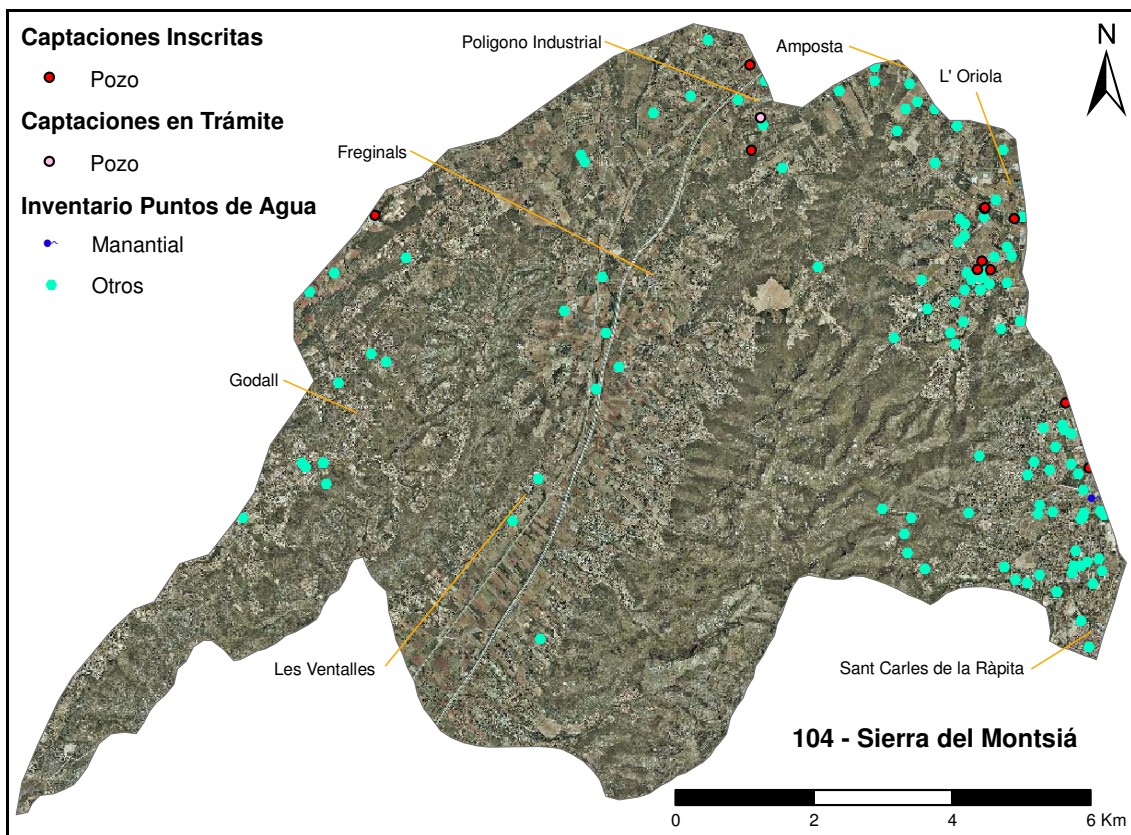 Captaciones Inscritas
Pozo
Captaciones en Trámite
Pozo
Inventario Puntos de Agua
Manantial
Otros
Poligono Industrial
Amposta
L' Oriola
N
Freginals
Godall
Les Ventalles
Sant Carles de la Ràpita
104 - Sierra del Montsiá
0 2 4 6 Km